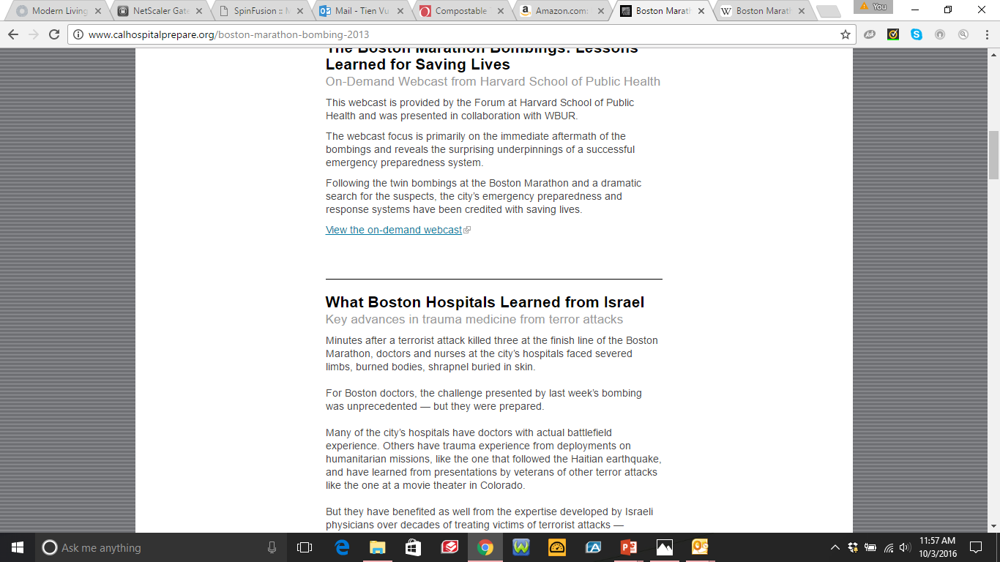 Modern Living
NetScaler Gate
SpinFusion :: M
Mail - Tien Vu
Compostable
Amazon.com:
Boston Marath
Boston Marath
You
www.calhospitalprepare.org/boston-marathon-bombing-2013
The Boston Marathon Bombings: Lessons
Learned for Saving Lives
On-Demand Webcast from Harvard School of Public Health
This webcast is provided by the Forum at Harvard School of Public
Health and was presented in collaboration with WBUR.
The webcast focus is primarily on the immediate aftermath of the
bombings and reveals the surprising underpinnings of a successful
emergency preparedness system.
Following the twin bombings at the Boston Marathon and a dramatic
search for the suspects, the city’s emergency preparedness and
response systems have been credited with saving lives.
View the on-demand webcast
What Boston Hospitals Learned from Israel
Key advances in trauma medicine from terror attacks
Minutes after a terrorist attack killed three at the finish line of the Boston
Marathon, doctors and nurses at the city’s hospitals faced severed
limbs, burned bodies, shrapnel buried in skin.
For Boston doctors, the challenge presented by last week’s bombing
was unprecedented — but they were prepared.
Many of the city’s hospitals have doctors with actual battlefield
experience. Others have trauma experience from deployments on
humanitarian missions, like the one that followed the Haitian earthquake,
and have learned from presentations by veterans of other terror attacks
like the one at a movie theater in Colorado.
But they have benefited as well from the expertise developed by Israeli
physicians over decades of treating victims of terrorist attacks —
Ask me anything
11:57 AM
10/3/2016